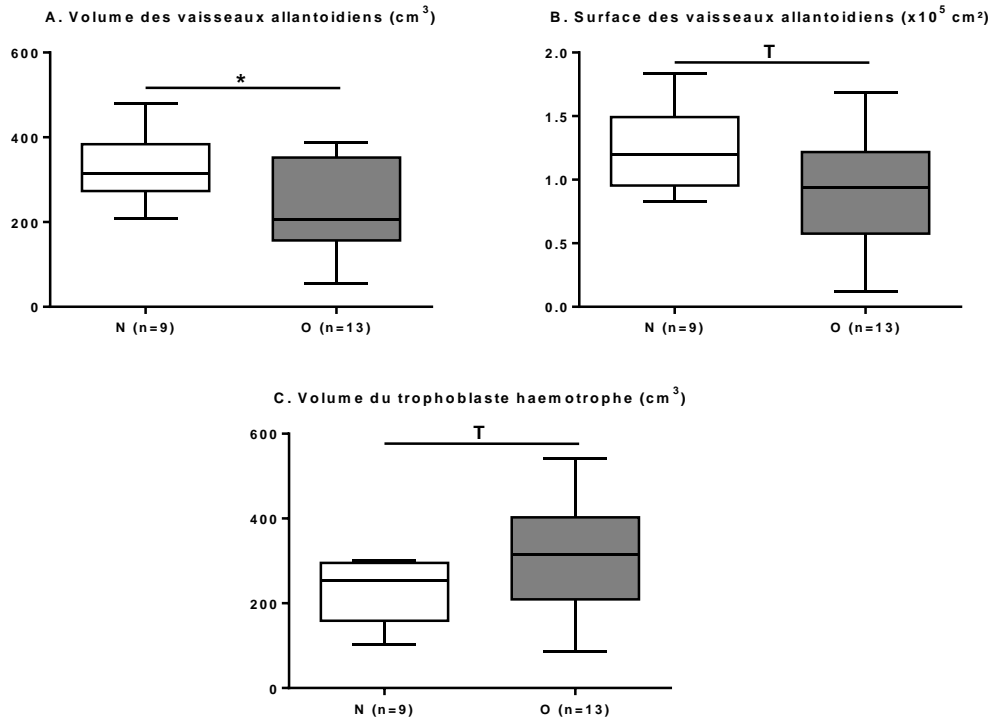 A. Volume des vaisseaux allantoidiens (cm³)
600
400
200
0
*
N (n=9)
O (n=13)
B. Surface des vaisseaux allantoidiens (x10⁵ cm²)
2.0
1.5
1.0
0.5
0.0
T
N (n=9)
O (n=13)
C. Volume du trophoblaste haemotrophe (cm³)
600
400
200
0
T
N (n=9)
O (n=13)